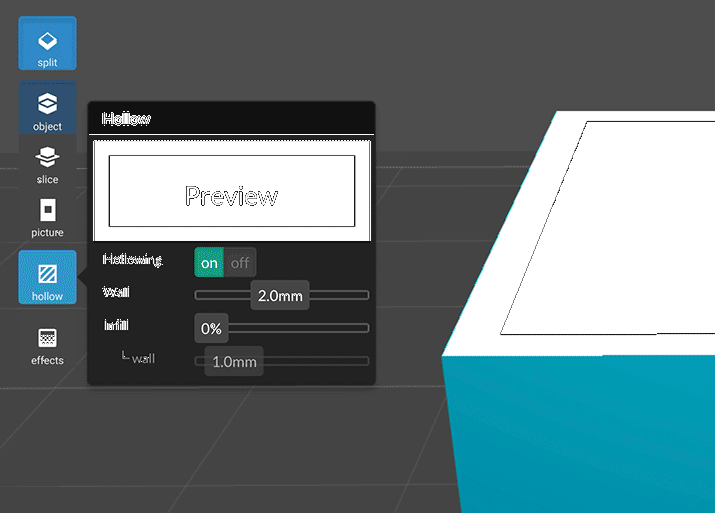 split
object
slice
picture
hollow
effects
Hollow
Preview
Hollowing
on off
Wall
2.0mm
Infill
0%
wall
1.0mm